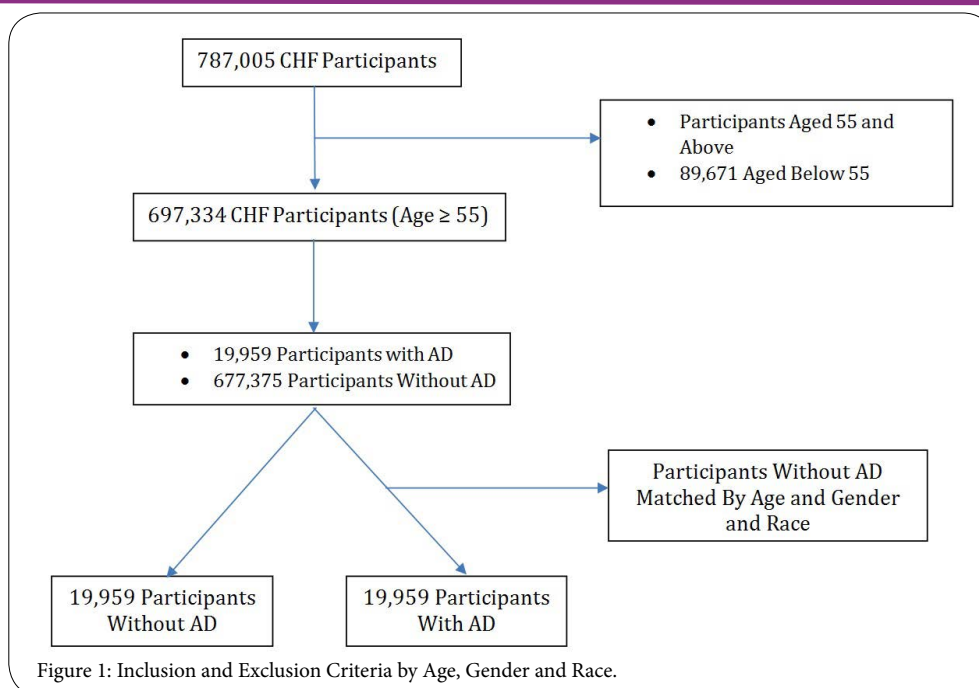 787,005 CHF Participants
• Participants Aged 55 and
Above
• 89,671 Aged Below 55
697,334 CHF Participants (Age ≥ 55)
• 19,959 Participants with AD
• 677,375 Participants Without AD
Participants Without AD
Matched By Age and Gender
and Race
19,959 Participants
Without AD
19,959 Participants
With AD
Figure 1: Inclusion and Exclusion Criteria by Age, Gender and Race.